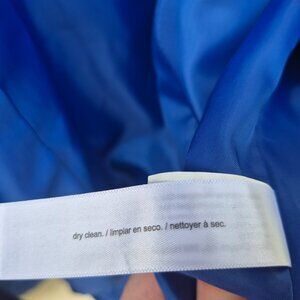 dry clean. / limpiar en seco. / nettoyer à sec.